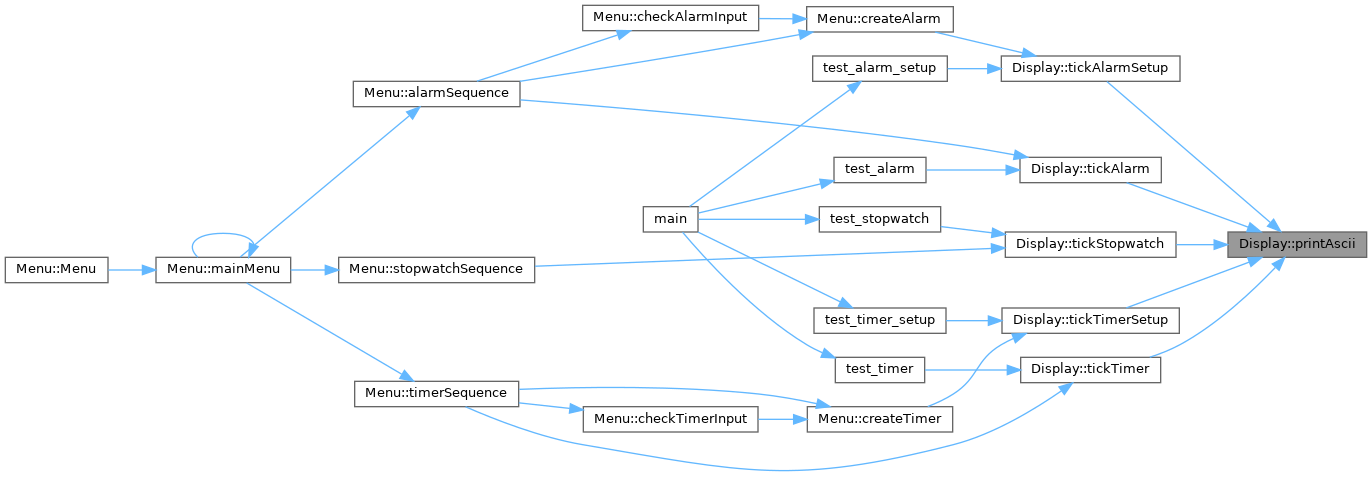 Menu::checkAlarmInput
Menu::createAlarm
test_alarm_setup
Display::tickAlarmSetup
Menu::alarmSequence
test_alarm
Display::tickAlarm
main
test_stopwatch
Display::tickStopwatch
Display::printAscii
Menu::Menu
Menu::mainMenu
Menu::stopwatchSequence
test_timer_setup
Display::tickTimerSetup
test_timer
Display::tickTimer
Menu::timerSequence
Menu::checkTimerInput
Menu::createTimer